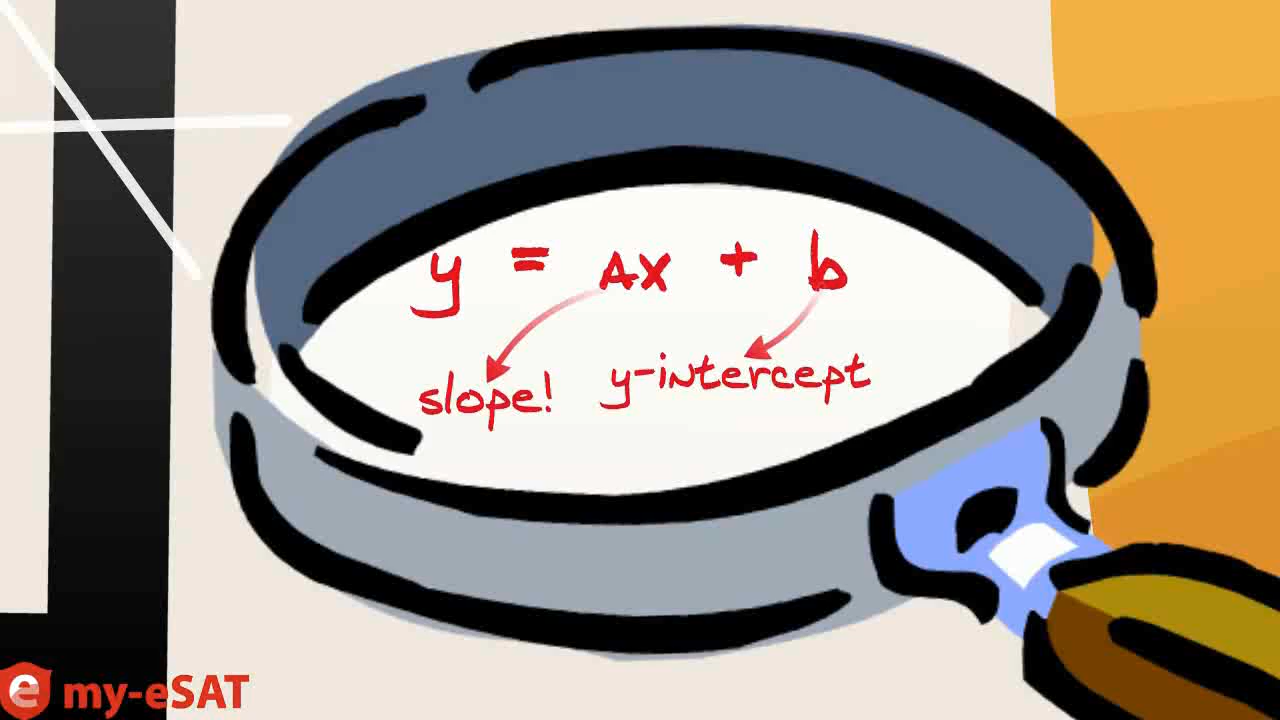 y = ax + b
slope! y-intercept
e my-eSAT